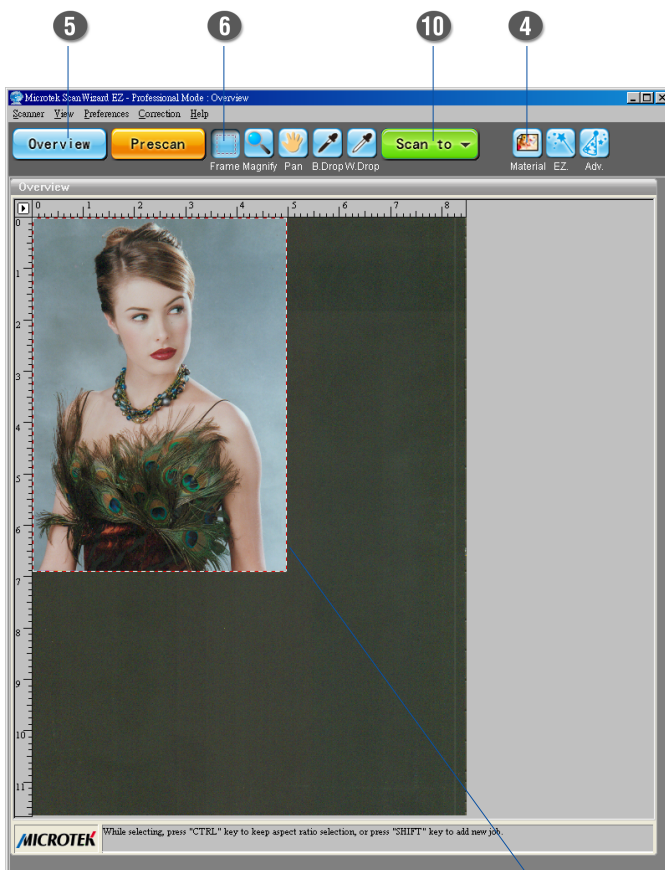 5 6 10 4
Microtek ScanWizard EZ - Professional Mode : Overview
Scanner View Preferences Correction Help
Overview Prescan Scan to
Frame Magnify Pan B.Drop W.Drop Material EZ. Adv.
Overview
0 1 2 3 4 5 6 7 8
0
1
2
3
4
5
6
7
8
9
10
11
MICROTEK While selecting, press "CTRL" key to keep aspect ratio selection, or press "SHIFT" key to add new job.